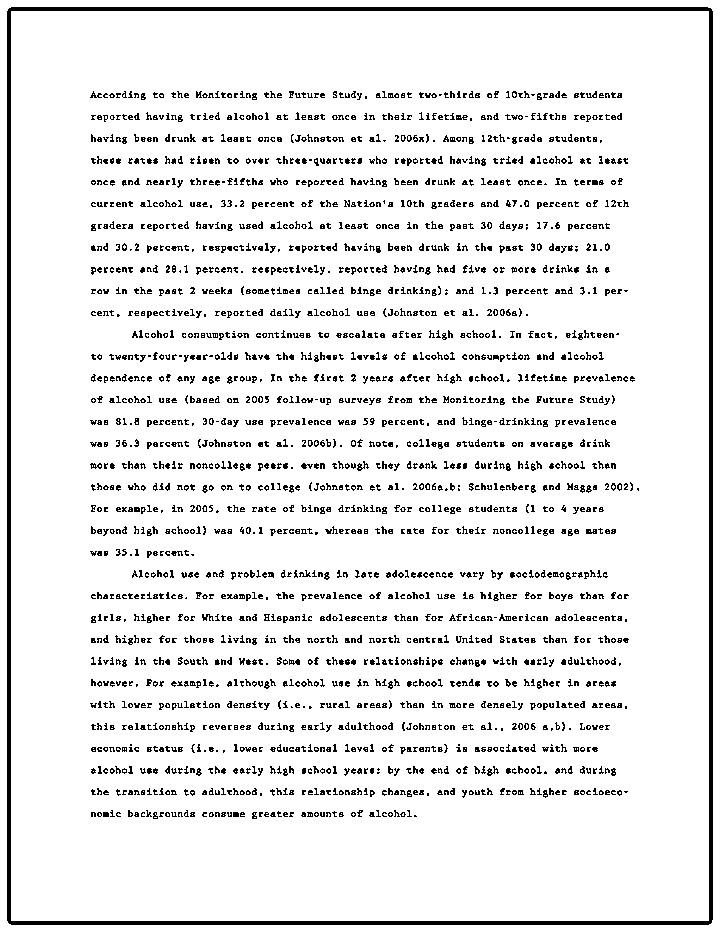 According to the Monitoring the Future Study, almost two-thirds of 10th-grade students
reported having tried alcohol at least once in their lifetime, and two-fifths reported
having been drunk at least once (Johnston et al. 2006x). Among 12th-grade students,
these rates had risen to over three-quarters who reported having tried alcohol at least
once and nearly three-fifths who reported having been drunk at least once. In terms of
current alcohol use, 33.2 percent of the Nation's 10th graders and 47.0 percent of 12th
graders reported having used alcohol at least once in the past 30 days; 17.6 percent
and 30.2 percent, respectively, reported having been drunk in the past 30 days; 21.0
percent and 28.1 percent, respectively, reported having had five or more drinks in a
row in the past 2 weeks (sometimes called binge drinking); and 1.3 percent and 3.1 per-
cent, respectively, reported daily alcohol use (Johnston et al. 2006a).
Alcohol consumption continues to escalate after high school. In fact, eighteen-
to twenty-four-year-olds have the highest levels of alcohol consumption and alcohol
dependence of any age group. In the first 2 years after high school, lifetime prevalence
of alcohol use (based on 2005 follow-up surveys from the Monitoring the Future Study)
was 81.8 percent, 30-day use prevalence was 59 percent, and binge-drinking prevalence
was 36.3 percent (Johnston et al. 2006b). Of note, college students on average drink
more than their noncollege peers, even though they drank less during high school than
those who did not go on to college (Johnston et al. 2006a,b; Schulenberg and Maggs 2002).
For example, in 2005, the rate of binge drinking for college students (1 to 4 years
beyond high school) was 40.1 percent, whereas the rate for their noncollege age mates
was 35.1 percent.
Alcohol use and problem drinking in late adolescence vary by sociodemographic
characteristics. For example, the prevalence of alcohol use is higher for boys than for
girls, higher for White and Hispanic adolescents than for African-American adolescents,
and higher for those living in the north and north central United States than for those
living in the South and West. Some of these relationships change with early adulthood,
however. For example, although alcohol use in high school tends to be higher in areas
with lower population density (i.e., rural areas) than in more densely populated areas,
this relationship reverses during early adulthood (Johnston et al., 2006 a,b). Lower
economic status (i.e., lower educational level of parents) is associated with more
alcohol use during the early high school years; by the end of high school, and during
the transition to adulthood, this relationship changes, and youth from higher socioeco-
nomic backgrounds consume greater amounts of alcohol.